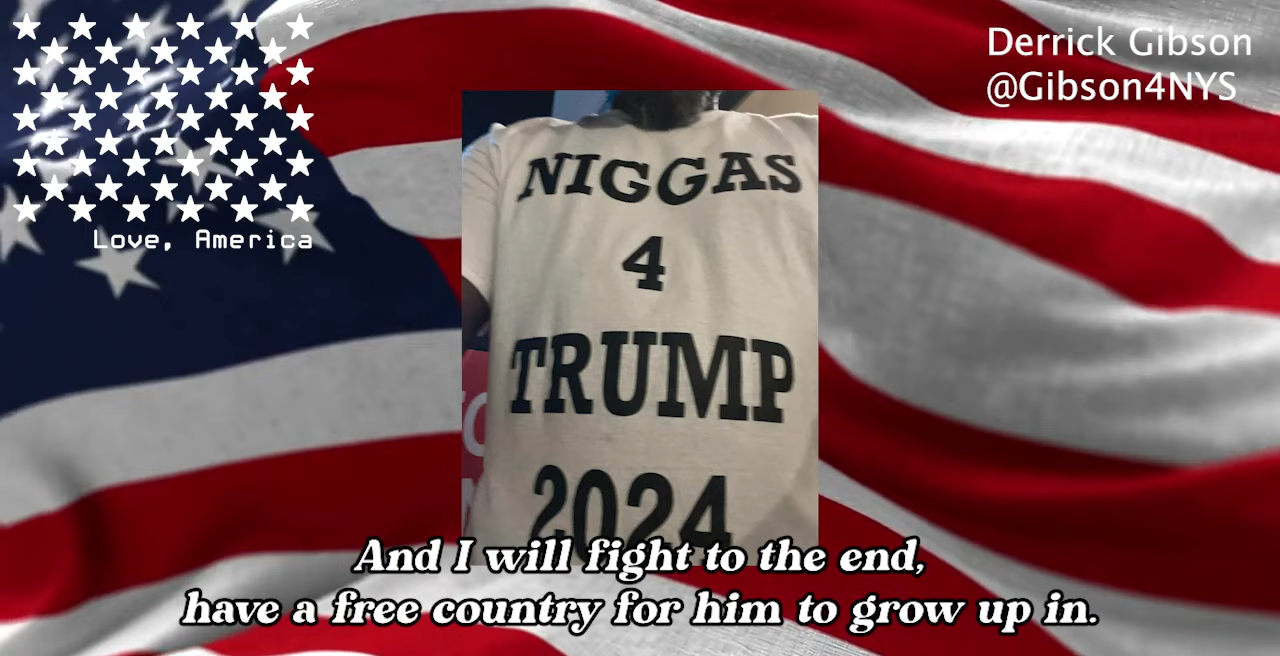 Love, America
Derrick Gibson
@Gibson4NYS
NIGGAS
4
TRUMP
2024
And I will fight to the end,
have a free country for him to grow up in.